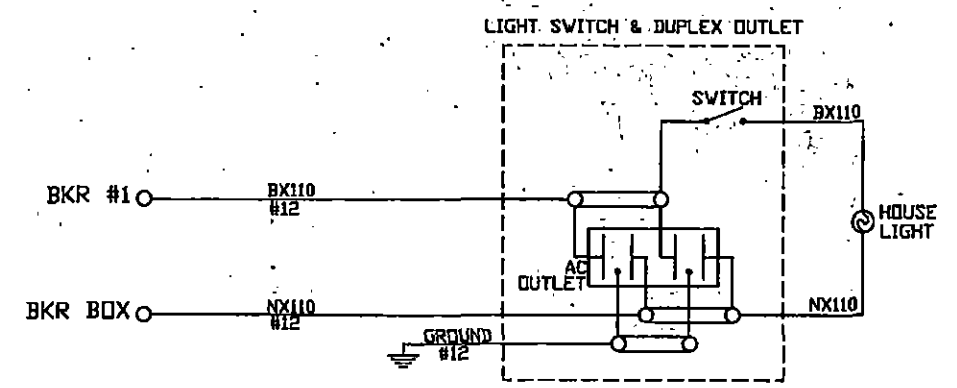 LIGHT SWITCH & DUPLEX OUTLET
SWITCH
BX110
BKR #1
BX110
#12
HOUSE
LIGHT
AC
OUTLET
BKR BOX
NX110
#12
NX110
GROUND
#12